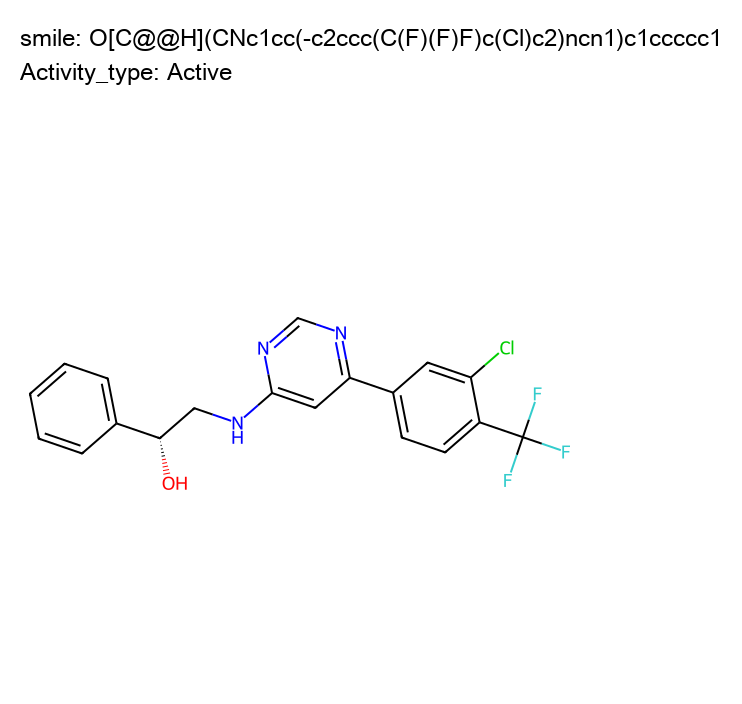 smile: O[C@@H](CNc1cc(-c2ccc(C(F)(F)F)c(Cl)c2)ncn1)c1ccccc1
Activity_type: Active
N
N
Cl
F
F
F
N
H
OH